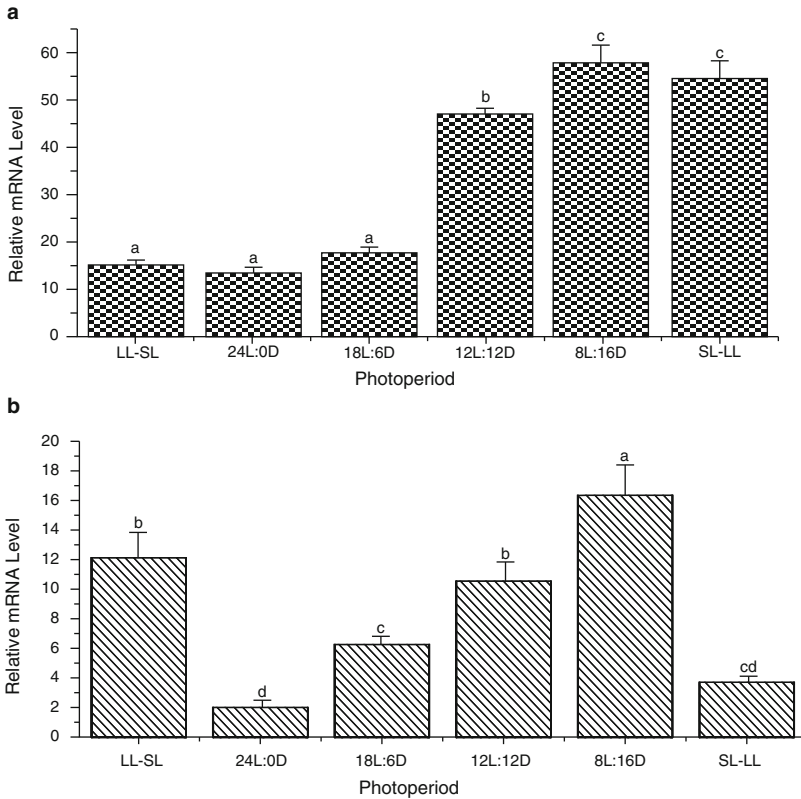 a
Relative mRNA Level
60
50
40
30
20
10
0
a
a
a
b
c
c
LL-SL 24L:0D 18L:6D 12L:12D 8L:16D SL-LL
Photoperiod
b
Relative mRNA Level
20
18
16
14
12
10
8
6
4
2
0
b
d
c
b
a
cd
LL-SL 24L:0D 18L:6D 12L:12D 8L:16D SL-LL
Photoperiod